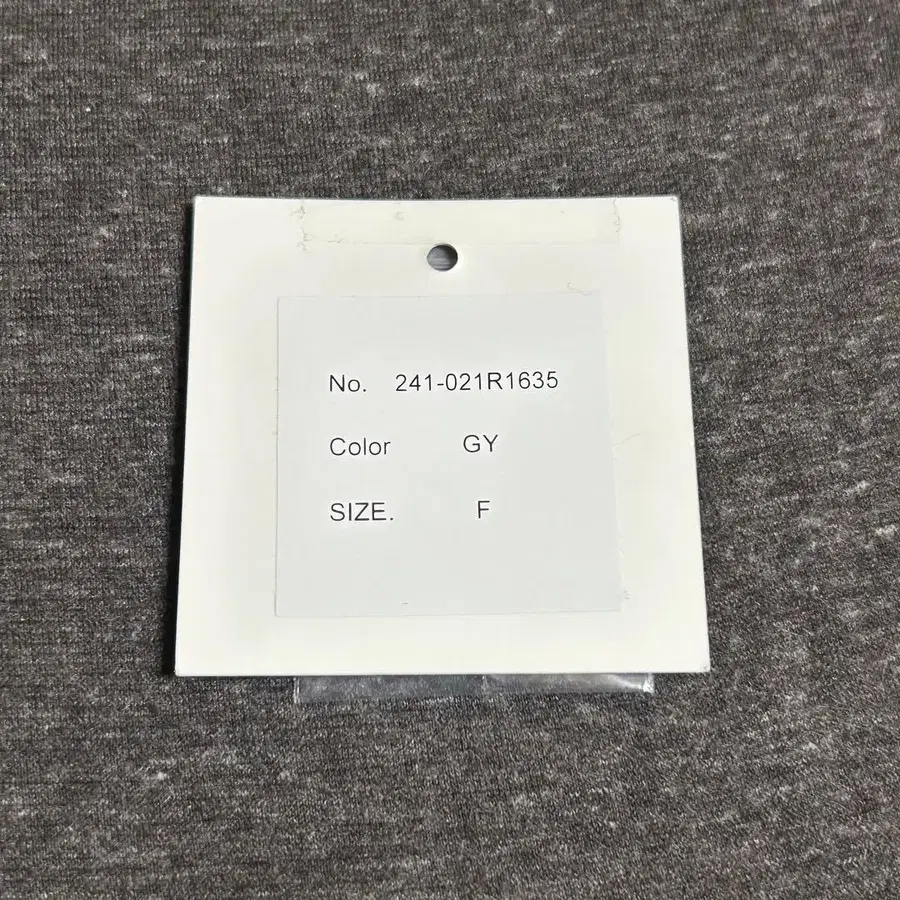 No. 241-021R1635
Color GY
SIZE. F